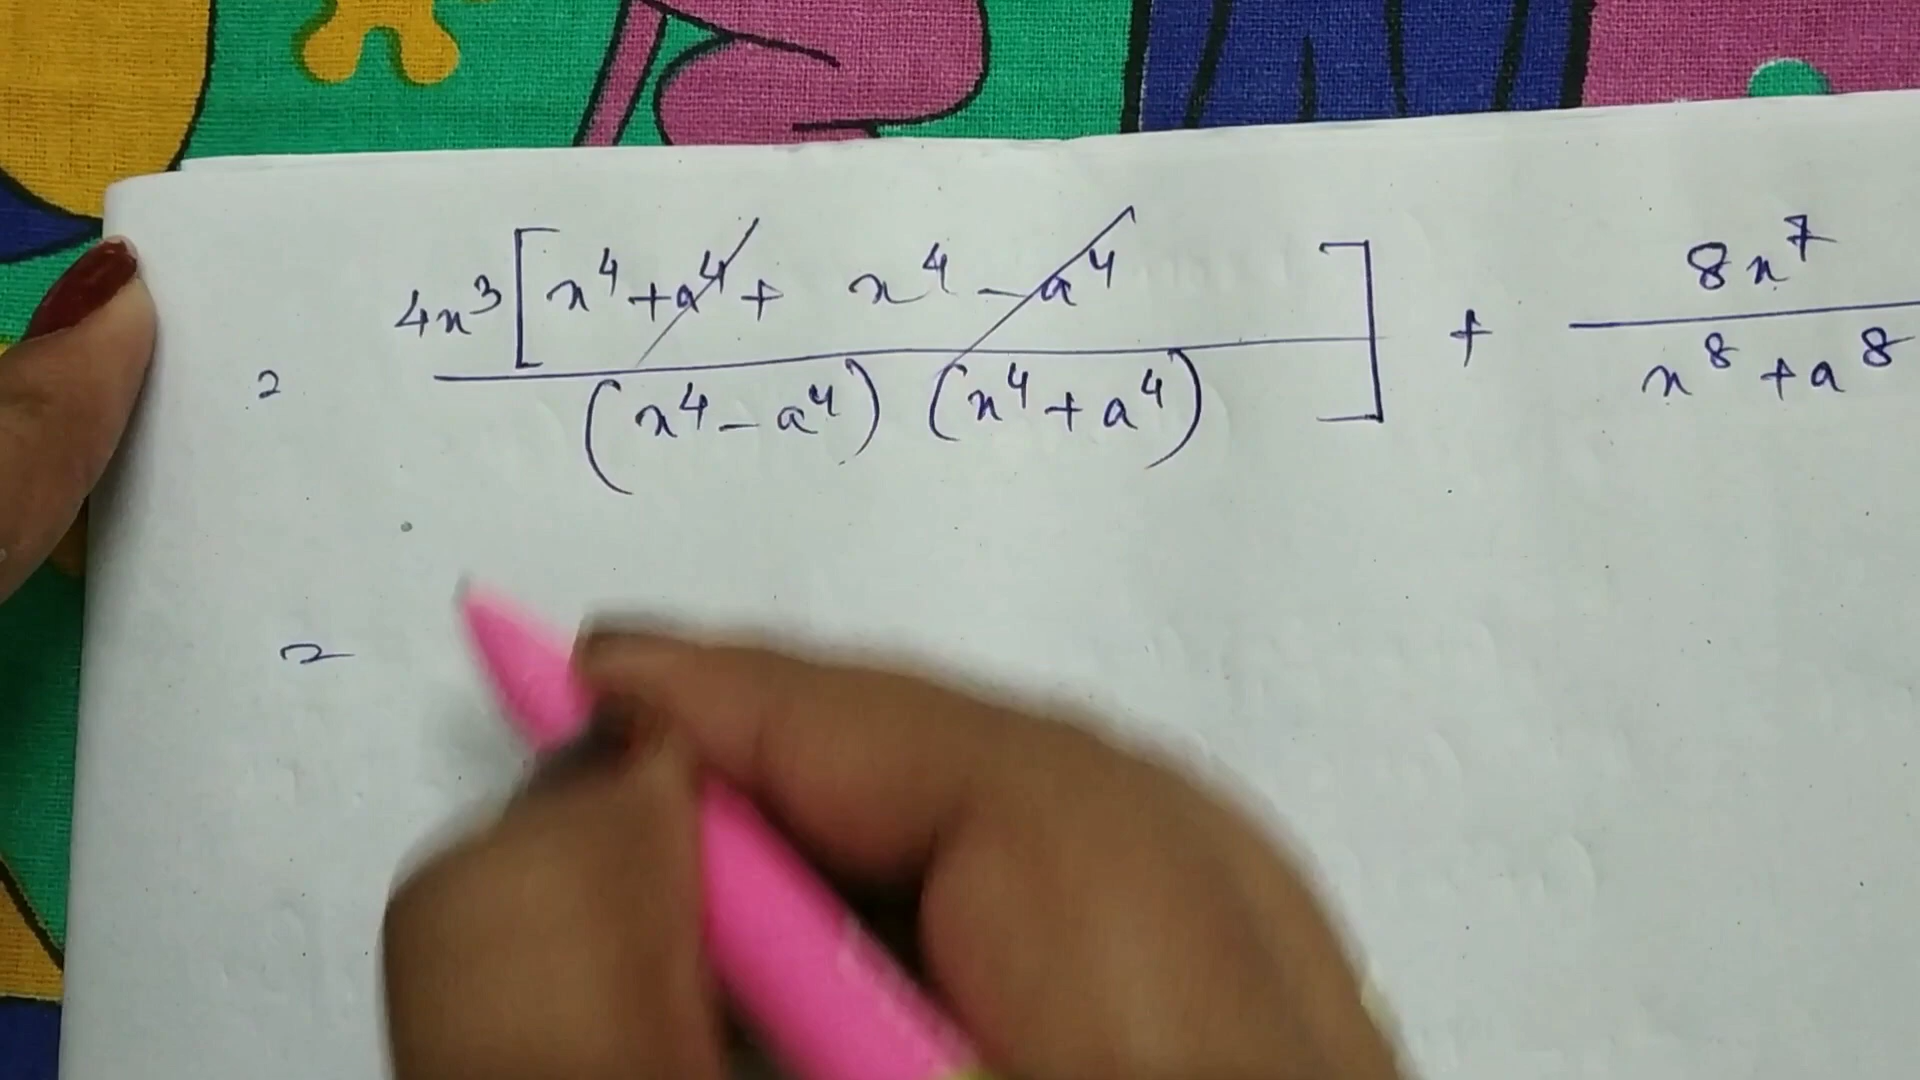 = 4x³[x⁴+a⁴+ x⁴-a⁴] / (x⁴-a⁴) (x⁴+a⁴) + 8x⁷ / x⁸+a⁸
=